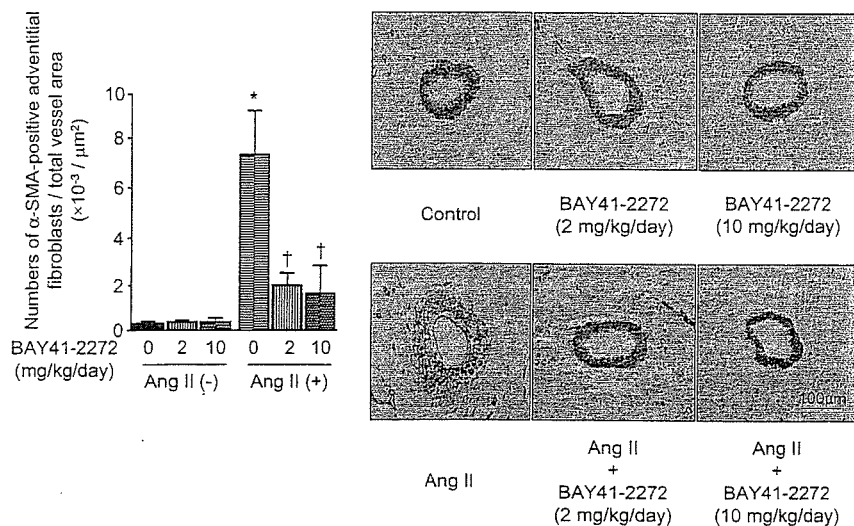 Numbers of α-SMA-positive adventitial
fibroblasts / total vessel area
(×10⁻³ / μm²)
10
8
6
4
2
0
*
†
†
BAY41-2272
(mg/kg/day)
0 2 10 0 2 10
Ang II (-) Ang II (+)
Control
BAY41-2272
(2 mg/kg/day)
BAY41-2272
(10 mg/kg/day)
100μm
Ang II
Ang II
+
BAY41-2272
(2 mg/kg/day)
Ang II
+
BAY41-2272
(10 mg/kg/day)